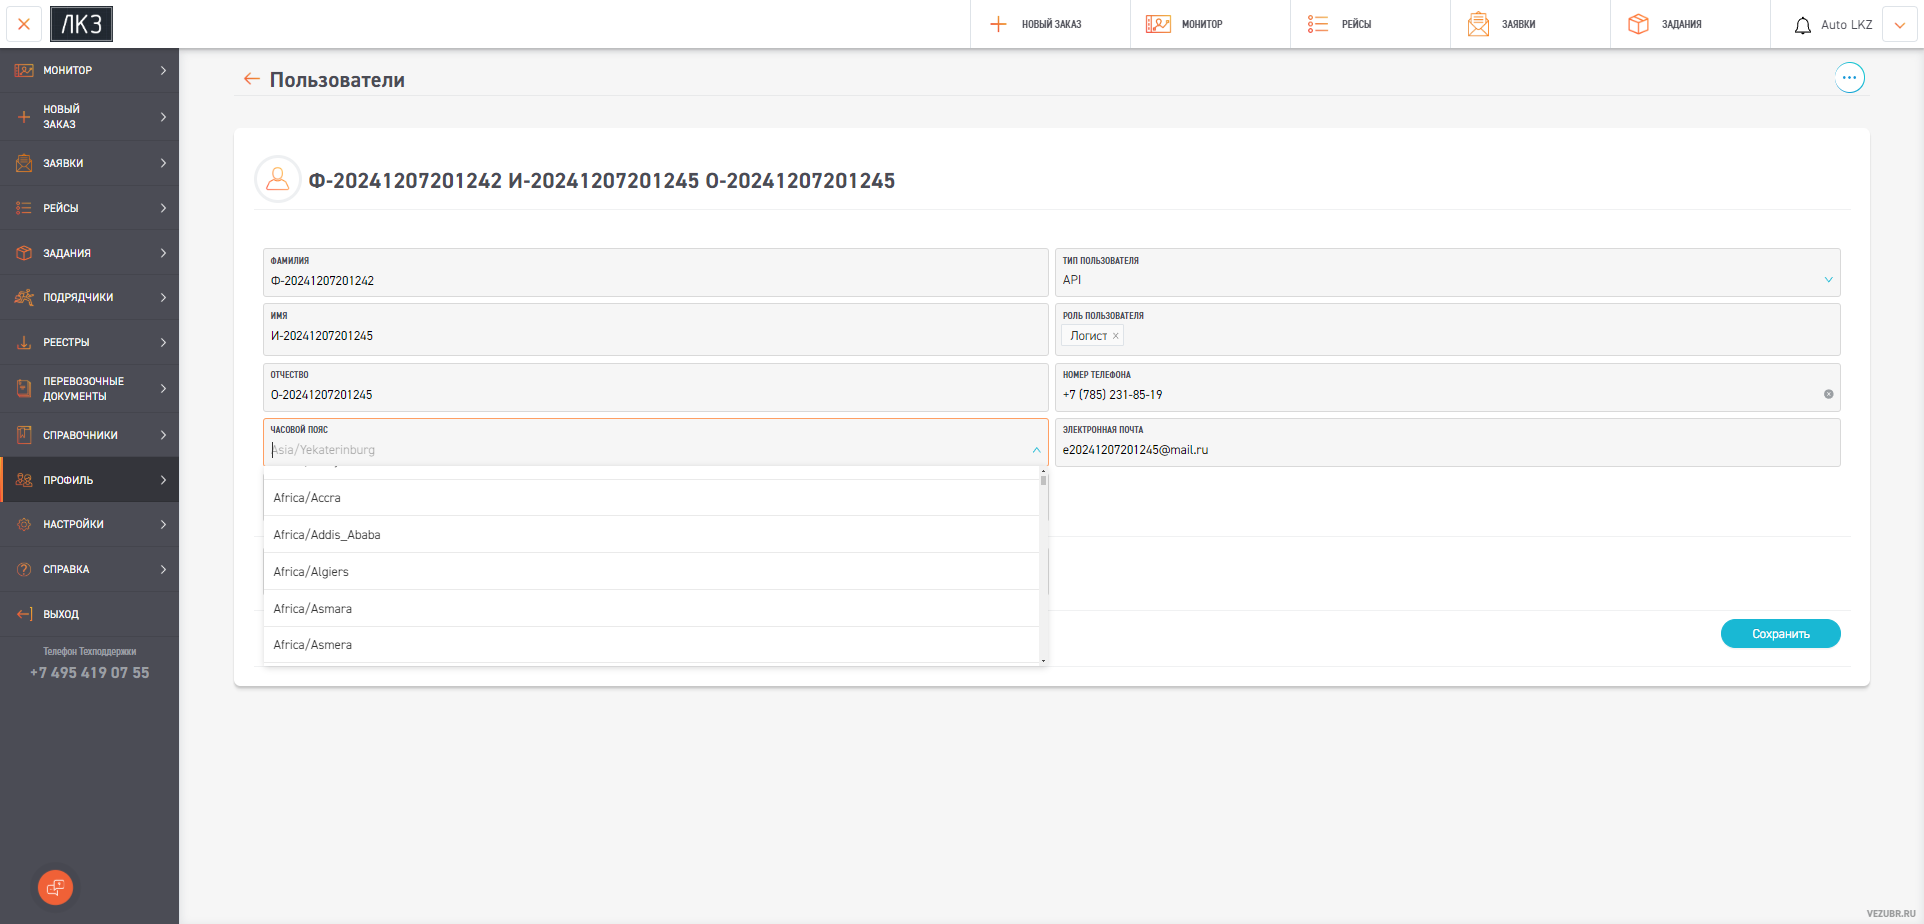 ЛКЗ
НОВЫЙ ЗАКАЗ
МОНИТОР
РЕЙСЫ
ЗАЯВКИ
ЗАДАНИЯ
Auto LKZ
МОНИТОР
НОВЫЙ
ЗАКАЗ
ЗАЯВКИ
РЕЙСЫ
ЗАДАНИЯ
ПОДРЯДЧИКИ
РЕЕСТРЫ
ПЕРЕВОЗОЧНЫЕ
ДОКУМЕНТЫ
СПРАВОЧНИКИ
ПРОФИЛЬ
НАСТРОЙКИ
СПРАВКА
ВЫХОД
Телефон Техподдержки
+7 495 419 07 55
Пользователи
Ф-20241207201242 И-20241207201245 О-20241207201245
ФАМИЛИЯ
Ф-20241207201242
ТИП ПОЛЬЗОВАТЕЛЯ
API
ИМЯ
И-20241207201245
РОЛЬ ПОЛЬЗОВАТЕЛЯ
Логист
ОТЧЕСТВО
О-20241207201245
НОМЕР ТЕЛЕФОНА
+7 (785) 231-85-19
ЧАСОВОЙ ПОЯС
Asia/Yekaterinburg
ЭЛЕКТРОННАЯ ПОЧТА
e20241207201245@mail.ru
Africa/Accra
Africa/Addis_Ababa
Africa/Algiers
Africa/Asmara
Africa/Asmera
Сохранить
VEZUBR.RU